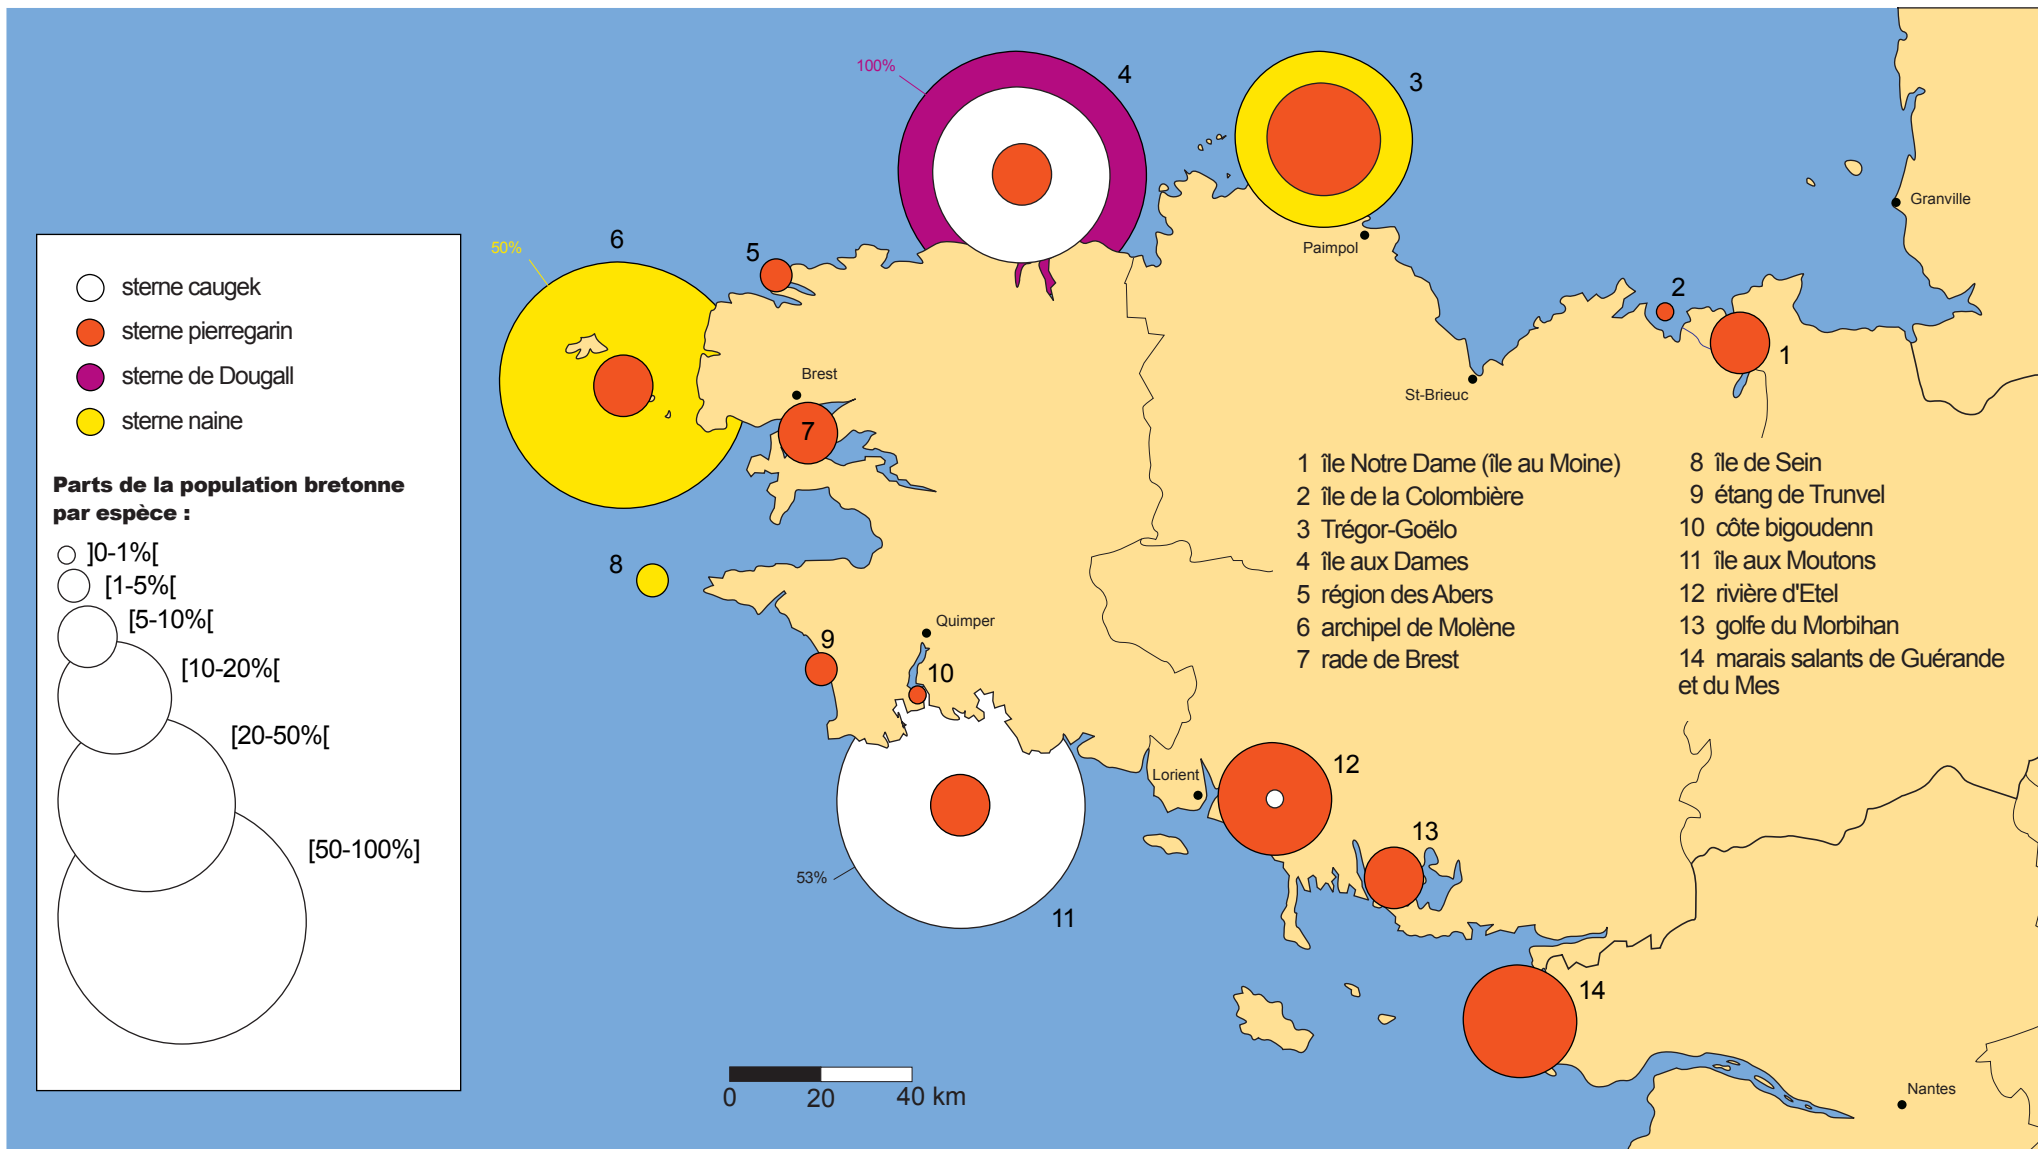 sterne caugek
sterne pierregarin
sterne de Dougall
sterne naine
Parts de la population bretonne
par espèce :
]0-1%[
[1-5%[
[5-10%[
[10-20%[
[20-50%[
[50-100%]
100%
4
3
50%
6
5
2
1
7
8
9
10
11
53%
12
13
14
Granville
Paimpol
St-Brieuc
Brest
Quimper
Lorient
Nantes
1 île Notre Dame (île au Moine)
2 île de la Colombière
3 Trégor-Goëlo
4 île aux Dames
5 région des Abers
6 archipel de Molène
7 rade de Brest
8 île de Sein
9 étang de Trunvel
10 côte bigoudenn
11 île aux Moutons
12 rivière d'Etel
13 golfe du Morbihan
14 marais salants de Guérande
et du Mes
0 20 40 km